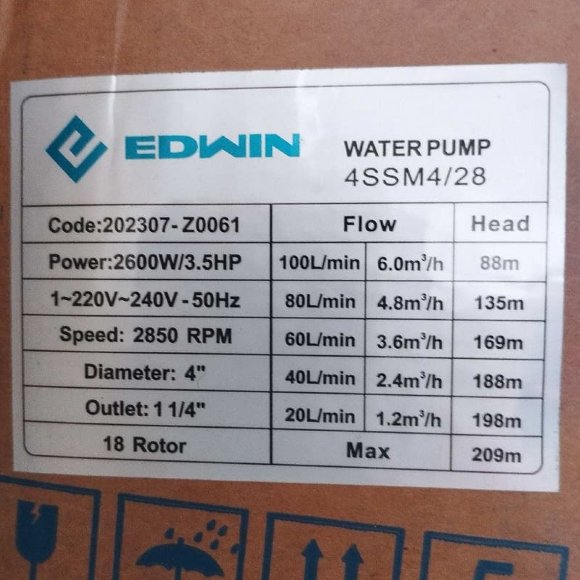 EDWIN
WATER PUMP
4SSM4/28
Code:202307-Z0061 Flow Head
Power:2600W/3.5HP 100L/min 6.0m³/h 88m
1~220V~240V-50Hz 80L/min 4.8m³/h 135m
Speed: 2850 RPM 60L/min 3.6m³/h 169m
Diameter: 4" 40L/min 2.4m³/h 188m
Outlet: 1 1/4" 20L/min 1.2m³/h 198m
18 Rotor Max 209m